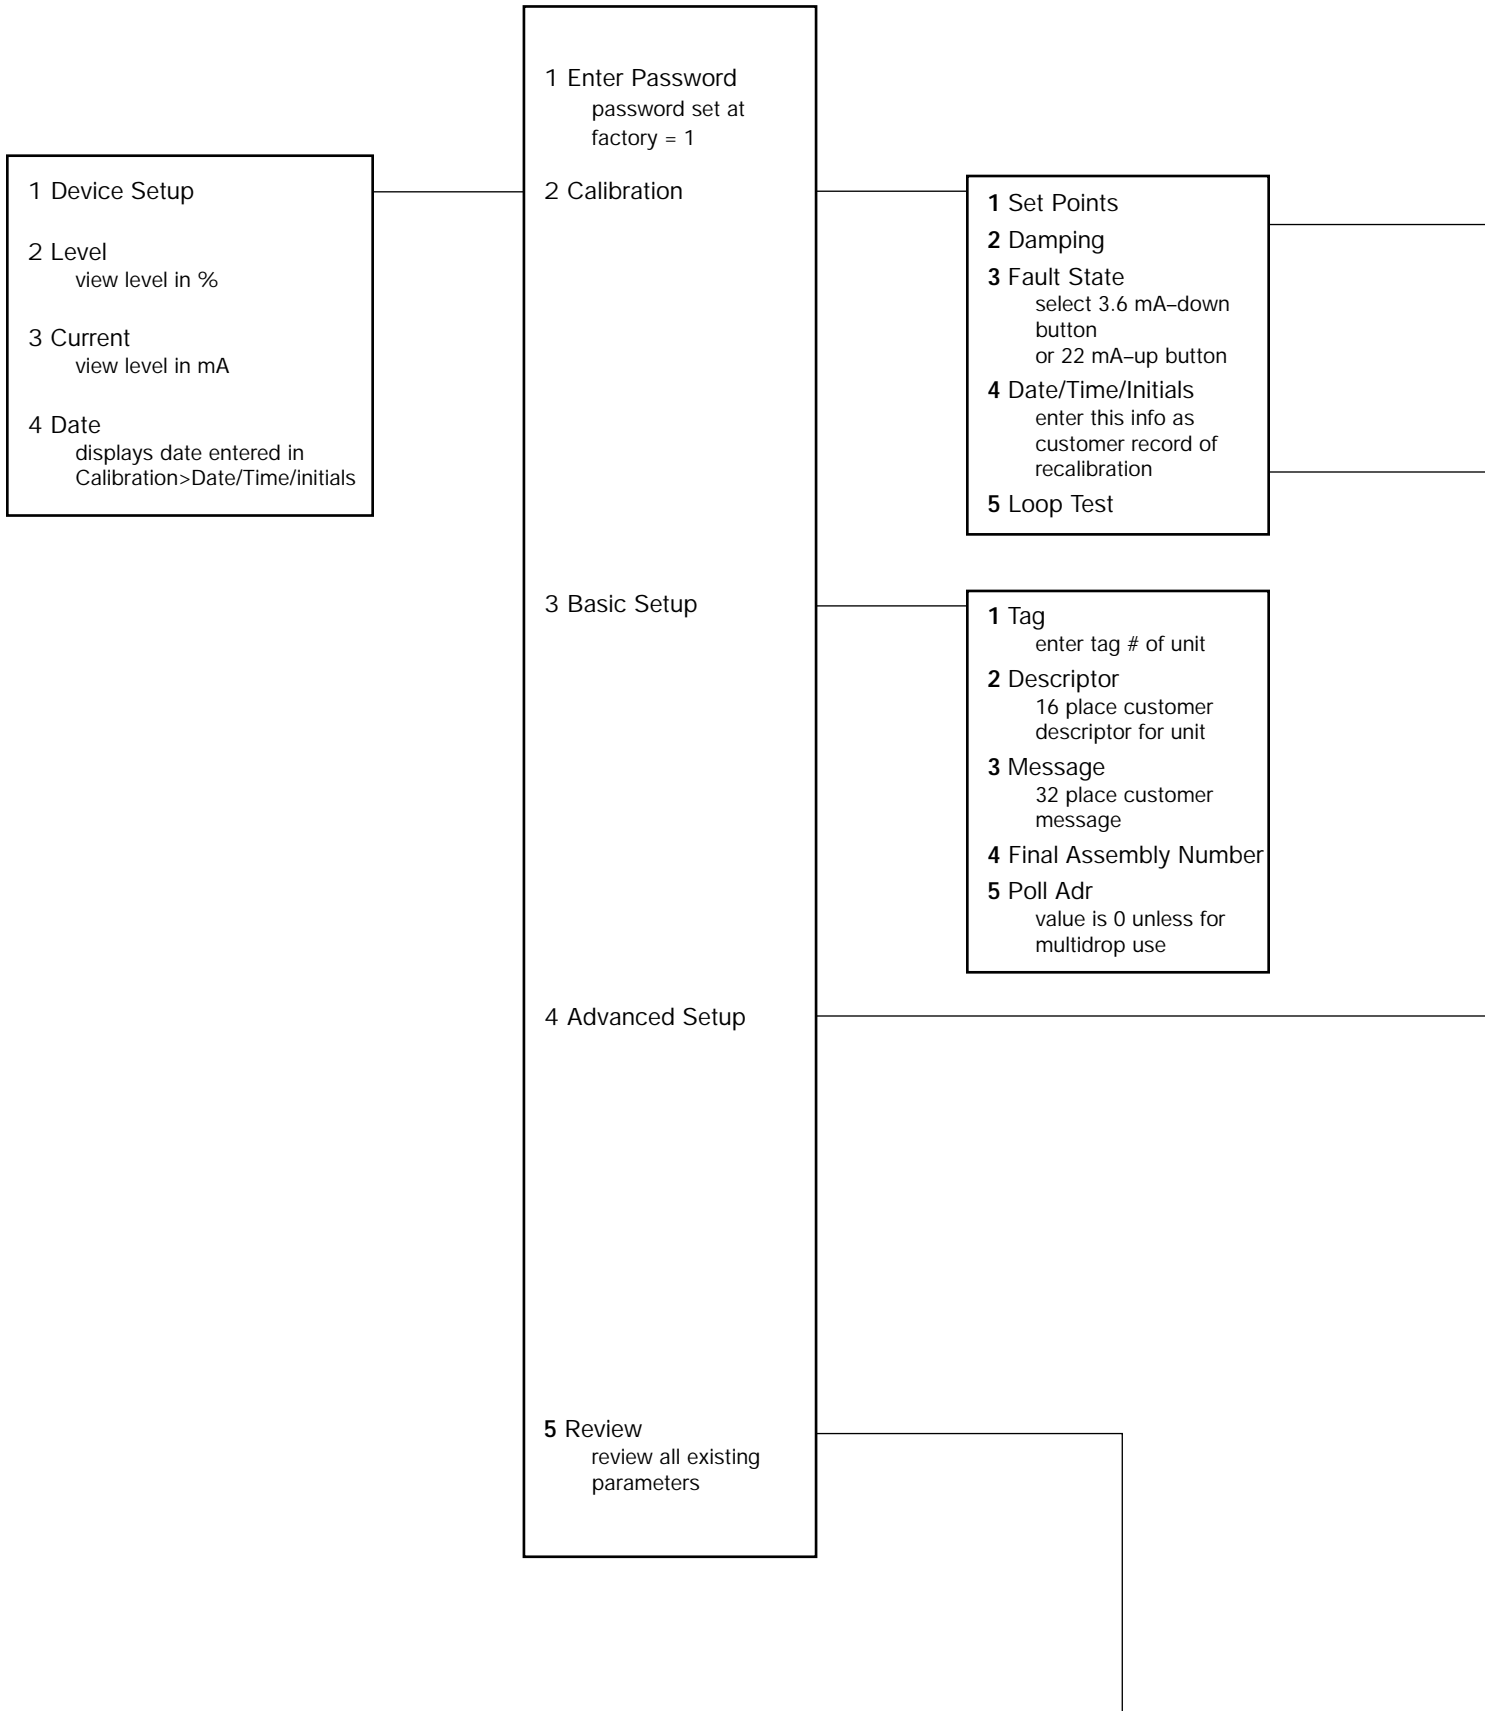 1 Device Setup
2 Level
view level in %
3 Current
view level in mA
4 Date
displays date entered in
Calibration>Date/Time/initials
1 Enter Password
password set at
factory = 1
2 Calibration
3 Basic Setup
4 Advanced Setup
5 Review
review all existing
parameters
1 Set Points
2 Damping
3 Fault State
select 3.6 mA–down
button
or 22 mA–up button
4 Date/Time/Initials
enter this info as
customer record of
recalibration
5 Loop Test
1 Tag
enter tag # of unit
2 Descriptor
16 place customer
descriptor for unit
3 Message
32 place customer
message
4 Final Assembly Number
5 Poll Adr
value is 0 unless for
multidrop use